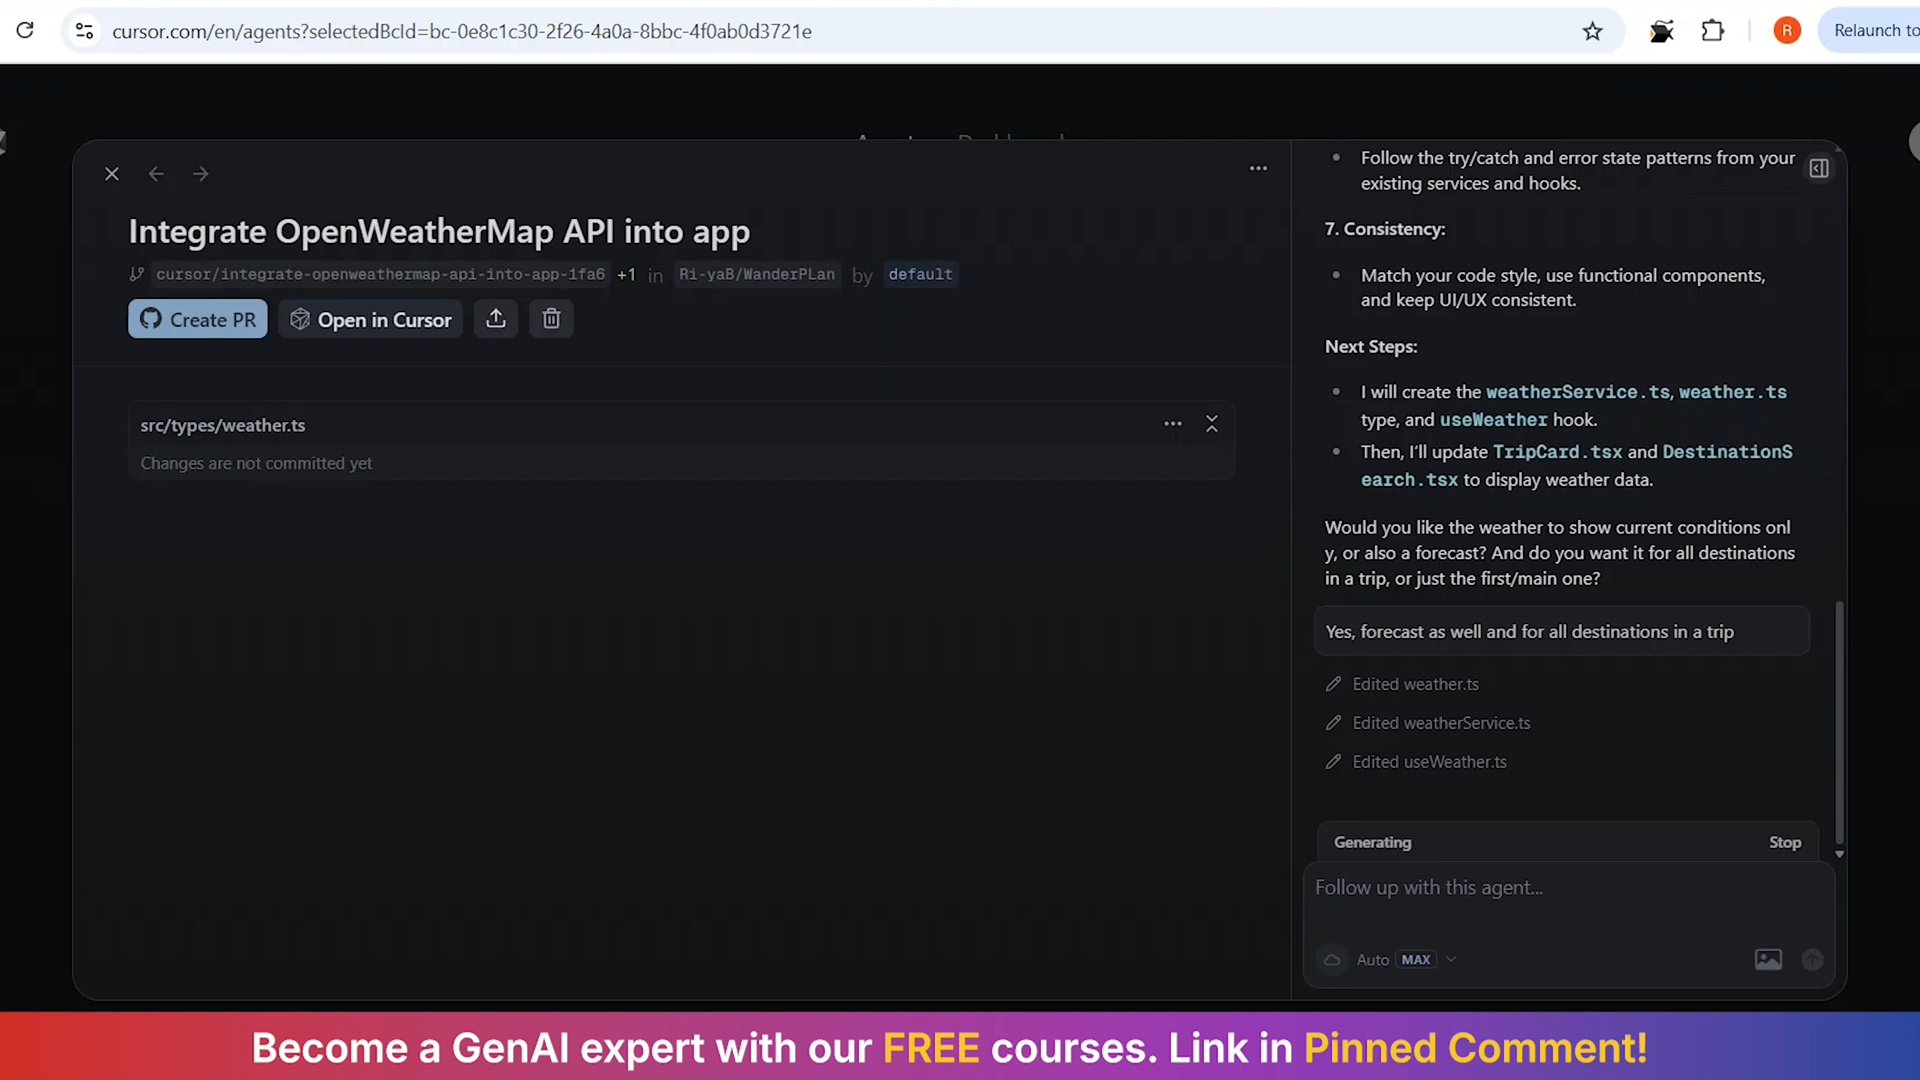 cursor.com/en/agents?selectedBcId=bc-0e8c1c30-2f26-4a0a-8bbc-4f0ab0d3721e
R
Relaunch to
Integrate OpenWeatherMap API into app
cursor/integrate-openweathermap-api-into-app-1fa6 +1 in Ri-yaB/WanderPLan by default
Create PR
Open in Cursor
src/types/weather.ts
Changes are not committed yet
Follow the try/catch and error state patterns from your
existing services and hooks.
7. Consistency:
Match your code style, use functional components,
and keep UI/UX consistent.
Next Steps:
I will create the weatherService.ts, weather.ts
type, and useWeather hook.
Then, I'll update TripCard.tsx and DestinationS
earch.tsx to display weather data.
Would you like the weather to show current conditions onl
y, or also a forecast? And do you want it for all destinations
in a trip, or just the first/main one?
Yes, forecast as well and for all destinations in a trip
Edited weather.ts
Edited weatherService.ts
Edited useWeather.ts
Generating
Stop
Follow up with this agent...
Auto MAX
Become a GenAI expert with our FREE courses. Link in Pinned Comment!